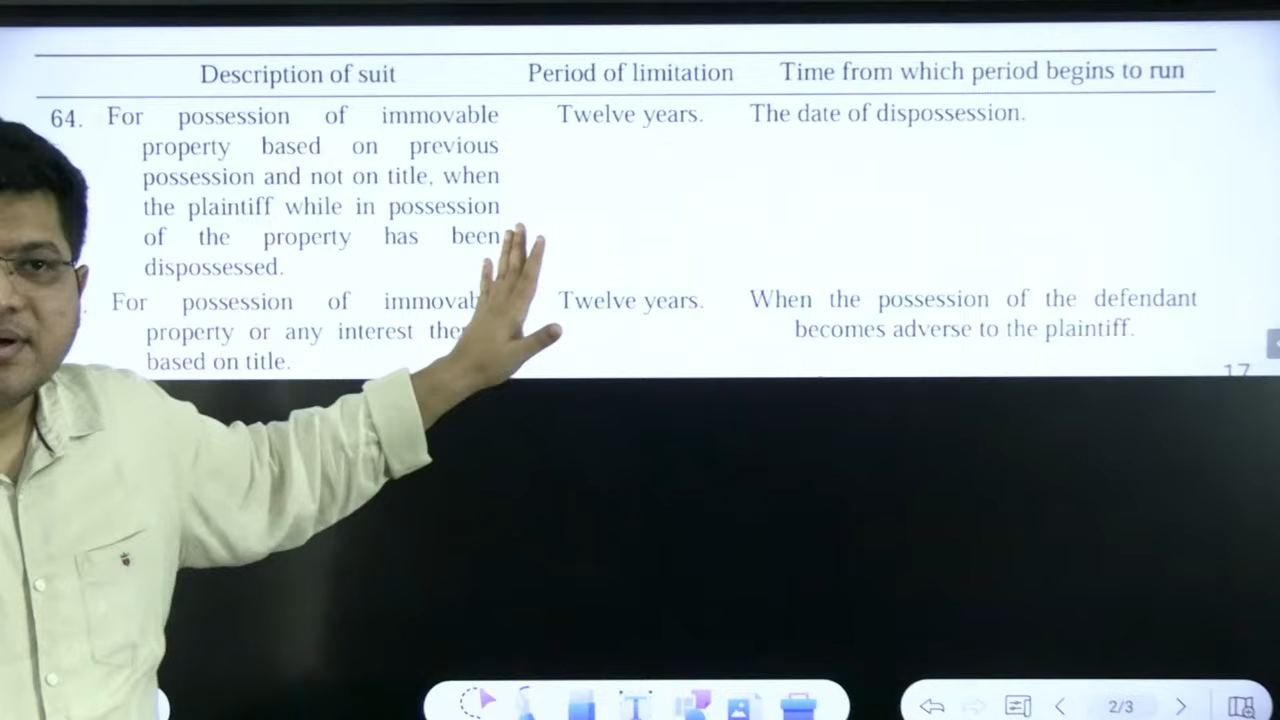 Description of suit Period of limitation Time from which period begins to run
64. For possession of immovable Twelve years. The date of dispossession.
property based on previous
possession and not on title, when
the plaintiff while in possession
of the property has been
dispossessed.
For possession of immovab Twelve years. When the possession of the defendant
property or any interest the becomes adverse to the plaintiff.
based on title.
17
2/3